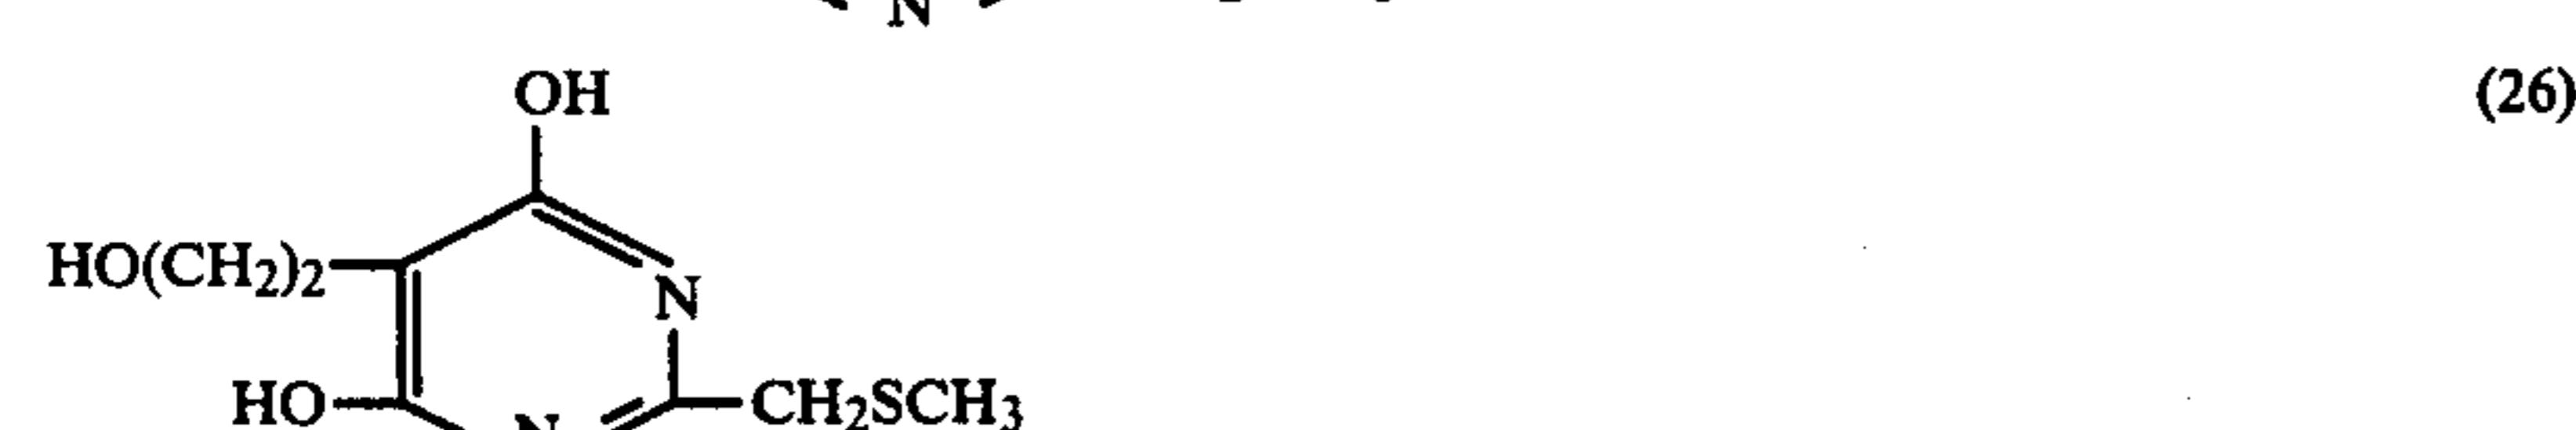 N
OH (26)
HO(CH₂)₂ N
HO N CH₂SCH₃